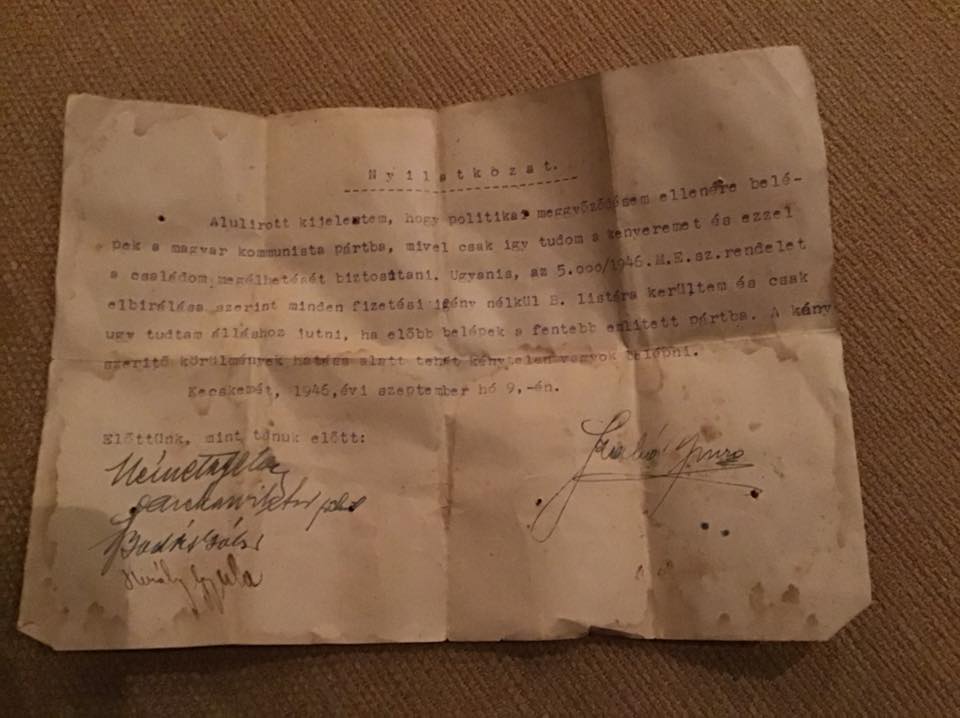 Nyilatkozat.
Alulirott kijelentem, hogy politikai meggyőződésem ellenére belé-
pek a magyar kommunista pártba, mivel csak igy tudom a kenyeremet és ezzel
a családom megélhetését biztositani. Ugyanis, az 5.000/1946.M.E.sz.rendelet
elbirálása szerint minden fizetési igény nélkül B. listára kerültem és csak
ugy tudtam álláshoz jutni, ha előbb belépek a fentebb emlitett pártba. A kény
szeritő körülmények hatása alatt tehát kénytelen vagyok belépni.
Kecskemét, 1946,évi szeptember hó 9,-én.
Előttünk, mint tanuk előtt:
Király Gyula